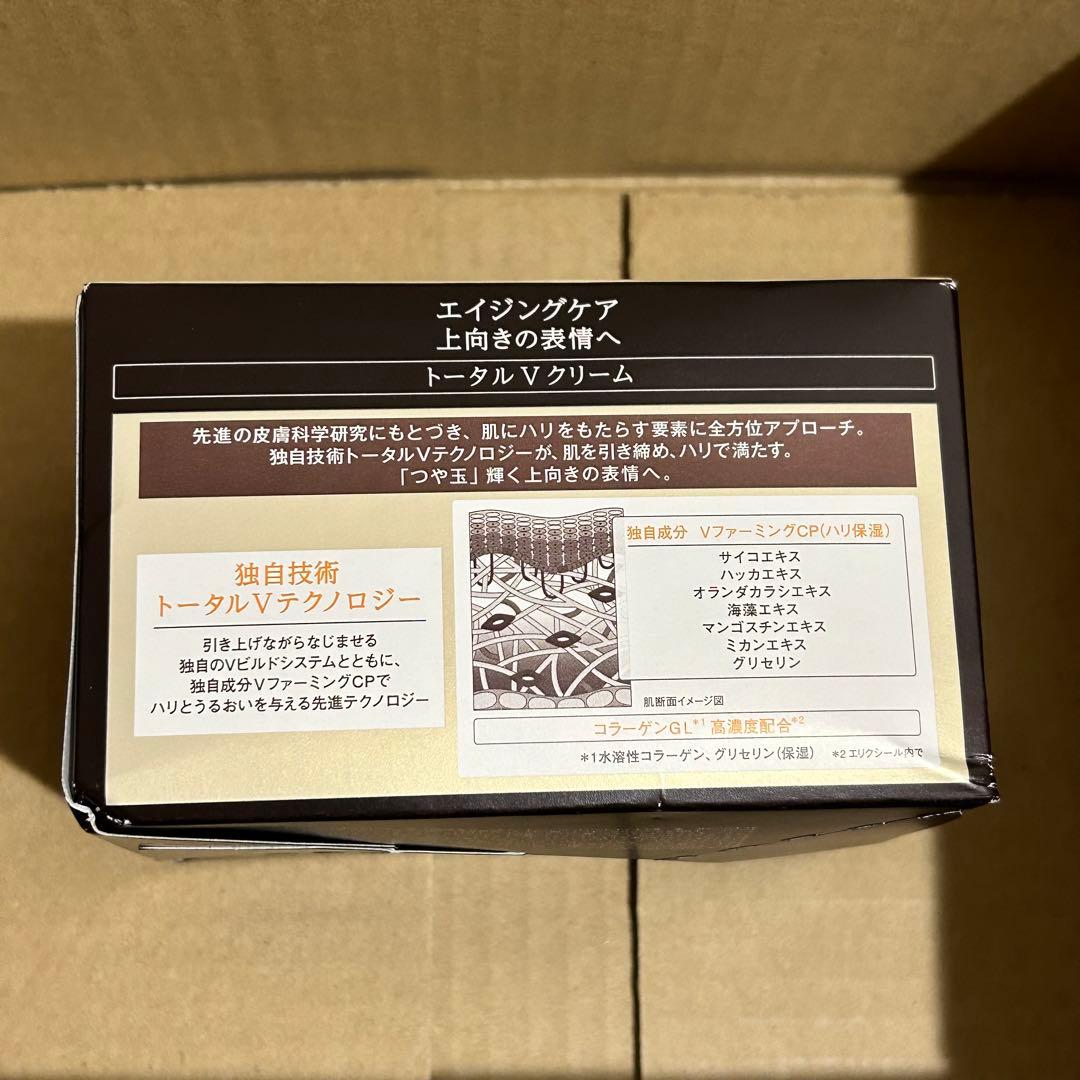 エイジングケア
上向きの表情へ
トータル V クリーム
先進の皮膚科学研究にもとづき、肌にハリをもたらす要素に全方位アプローチ。
独自技術トータルVテクノロジーが、肌を引き締め、ハリで満たす。
「つや玉」輝く上向きの表情へ。
独自技術
トータルVテクノロジー
引き上げながらなじませる
独自のVビルドシステムとともに、
独自成分VファーミングCPで
ハリとうるおいを与える先進テクノロジー
独自成分 VファーミングCP(ハリ保湿)
サイコエキス
ハッカエキス
オランダカラシエキス
海藻エキス
マンゴスチンエキス
ミカンエキス
グリセリン
肌断面イメージ図
コラーゲンGL*1 高濃度配合*2
*1水溶性コラーゲン、グリセリン(保湿) *2 エリクシール内で